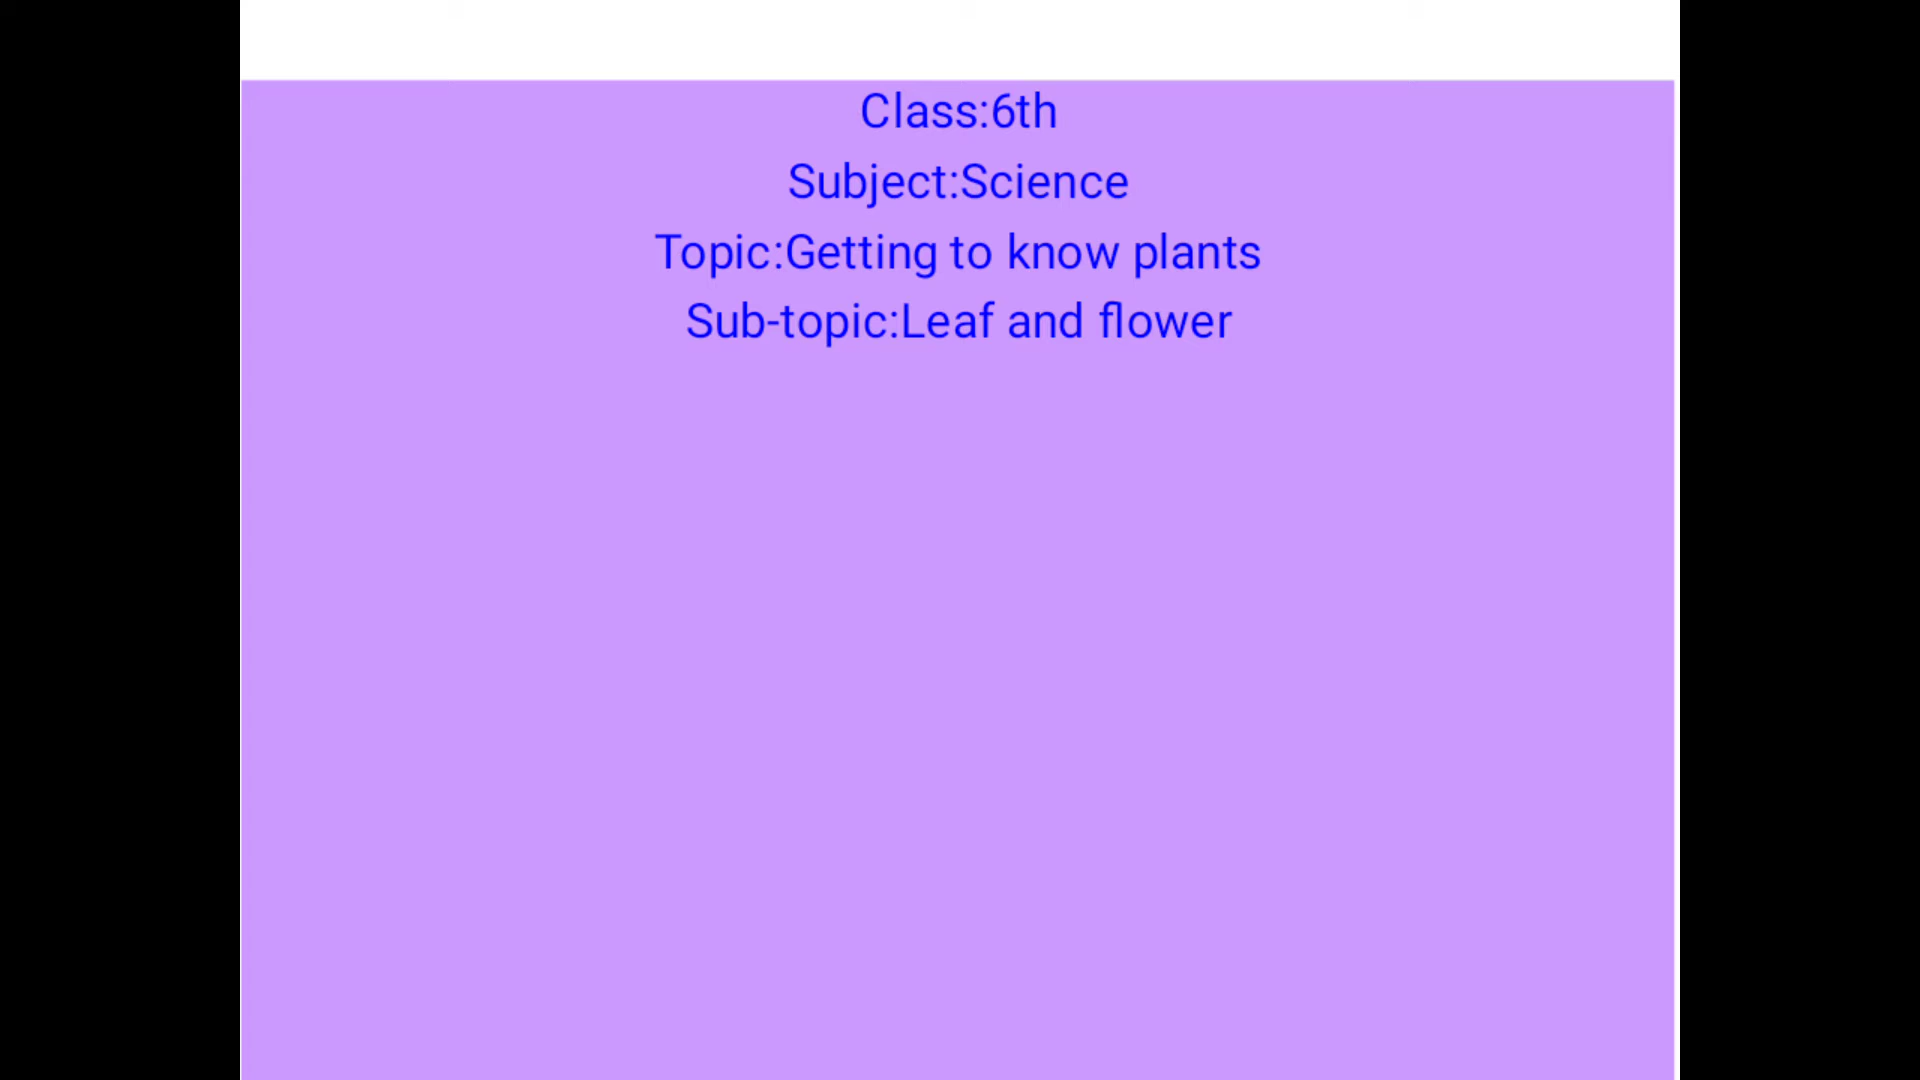 Class:6th
Subject:Science
Topic:Getting to know plants
Sub-topic:Leaf and flower